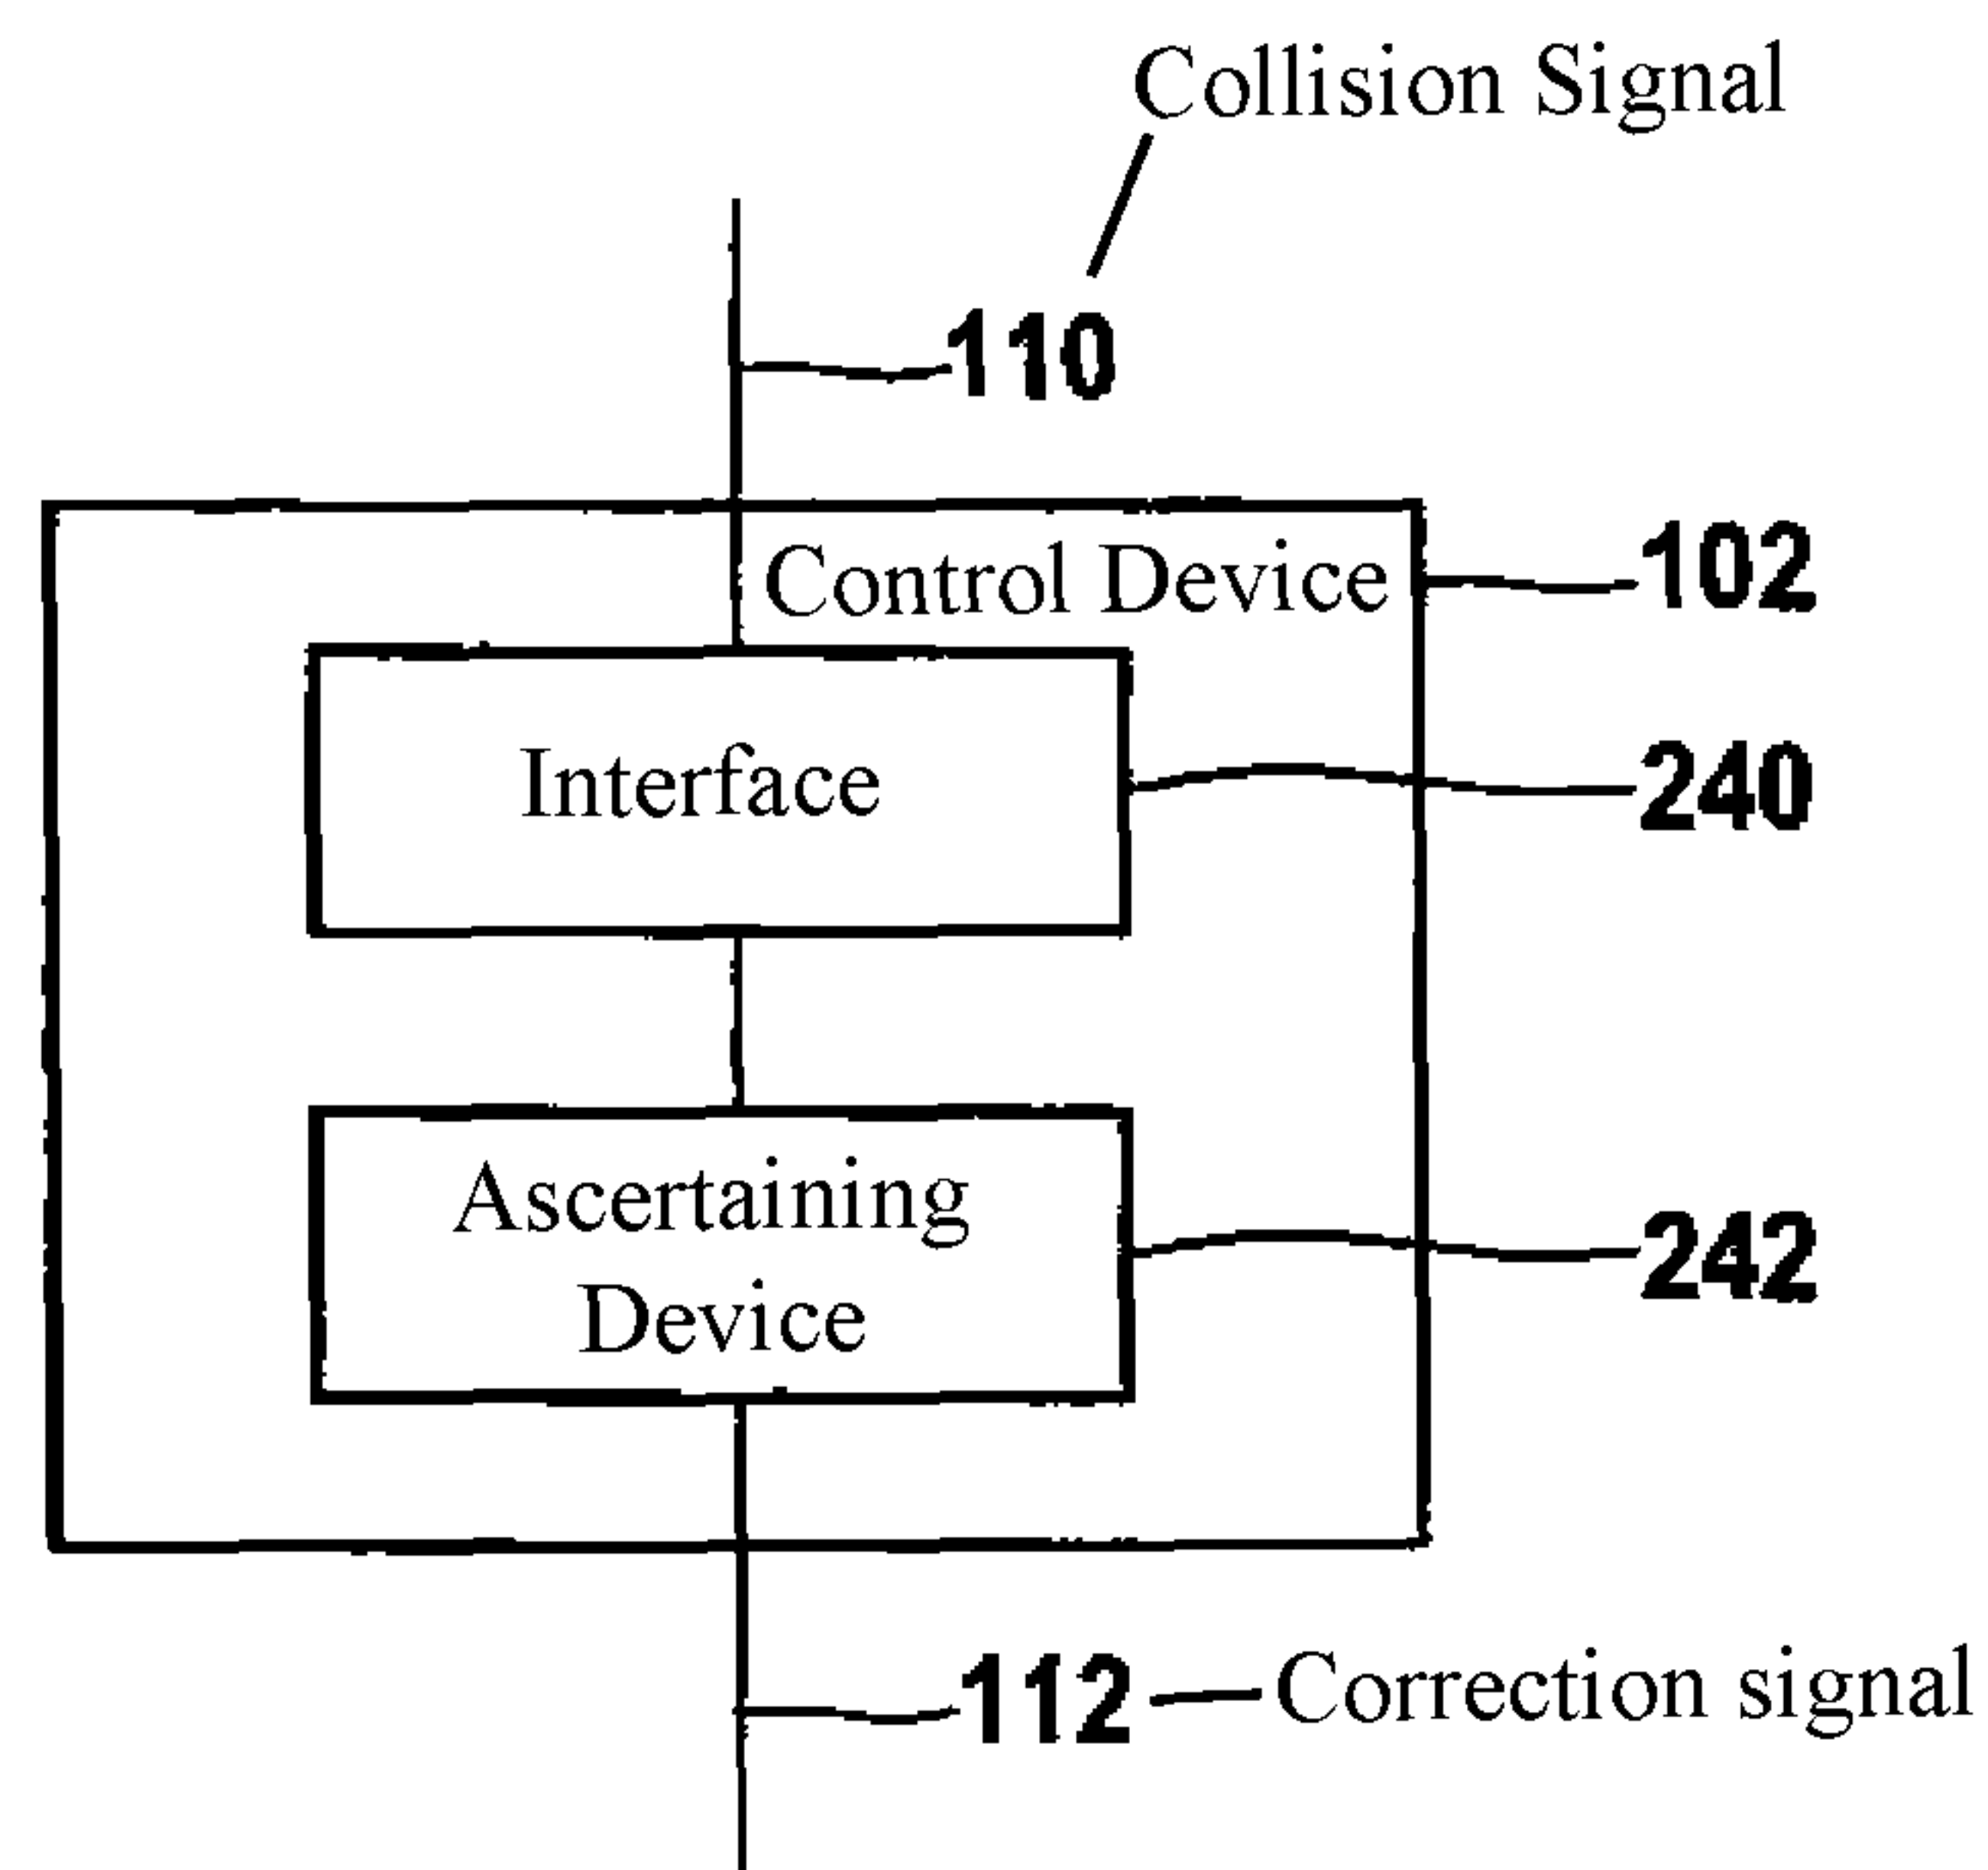 Collision Signal
110
Control Device
102
Interface
240
Ascertaining
Device
242
112
Correction signal